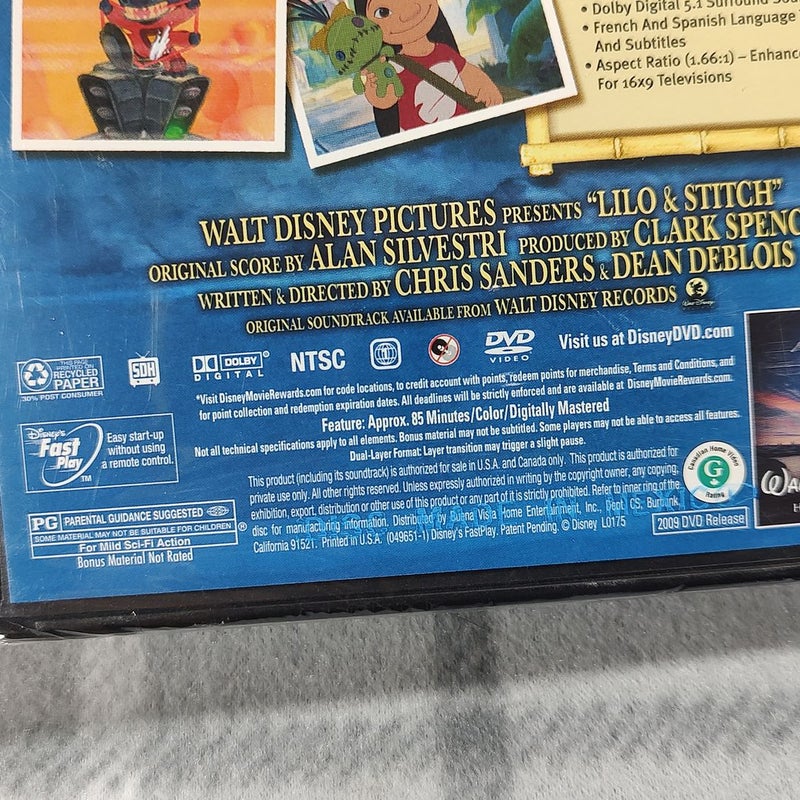 • Dolby Digital 5.1 Surround
• French And Spanish Language
And Subtitles
• Aspect Ratio (1.66:1) – Enhance
For 16x9 Televisions
WALT DISNEY PICTURES PRESENTS "LILO & STITCH"
ORIGINAL SCORE BY ALAN SILVESTRI PRODUCED BY CLARK SPENC
WRITTEN & DIRECTED BY CHRIS SANDERS & DEAN DEBLOIS
ORIGINAL SOUNDTRACK AVAILABLE FROM WALT DISNEY RECORDS
THIS PAGE PRINTED ON RECYCLED PAPER
30% POST CONSUMER
SDH
DOLBY DIGITAL
NTSC
1
DVD VIDEO
Visit us at DisneyDVD.com
*Visit DisneyMovieRewards.com for code locations, to credit account with points, redeem points for merchandise, Terms and Conditions, and
for point collection and redemption expiration dates. All deadlines will be strictly enforced and are available at DisneyMovieRewards.com.
Feature: Approx. 85 Minutes/Color/Digitally Mastered
Not all technical specifications apply to all elements. Bonus material may not be subtitled. Some players may not be able to access all features.
Dual-Layer Format: Layer transition may trigger a slight pause.
Disney's Fast Play TM
Easy start-up
without using
a remote control.
This product (including its soundtrack) is authorized for sale in U.S.A. and Canada only. This product is authorized for
private use only. All other rights reserved. Unless expressly authorized in writing by the copyright owner, any copying,
exhibition, export, distribution or other use of this product or any part of it is strictly prohibited. Refer to inner ring of the
disc for manufacturing information. Distributed by Buena Vista Home Entertainment, Inc., Dept CS, Burbank,
California 91521. Printed in U.S.A. (049651-1) Disney's FastPlay. Patent Pending. © Disney L0175
Canadian Home Video
G
Rating
2009 DVD Release
PG PARENTAL GUIDANCE SUGGESTED
SOME MATERIAL MAY NOT BE SUITABLE FOR CHILDREN ®
For Mild Sci-Fi Action
Bonus Material Not Rated